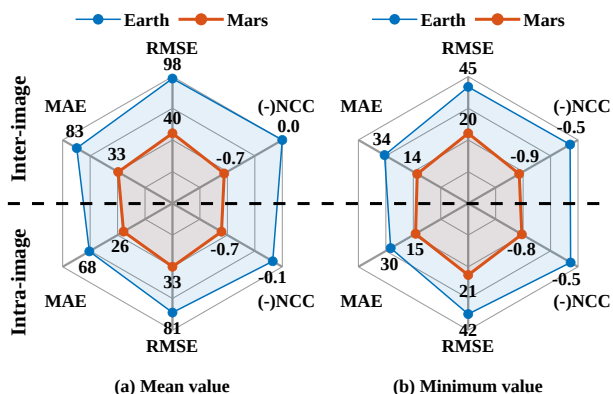 Earth Mars Earth Mars
RMSE RMSE
98 45
MAE (-)NCC MAE (-)NCC
83 40 0.0 34 20 -0.5
33 -0.7 14 -0.9
Inter-image
Intra-image
26 -0.7 15 -0.8
68 33 -0.1 30 21 -0.5
MAE (-)NCC MAE (-)NCC
81 42
RMSE RMSE
(a) Mean value (b) Minimum value